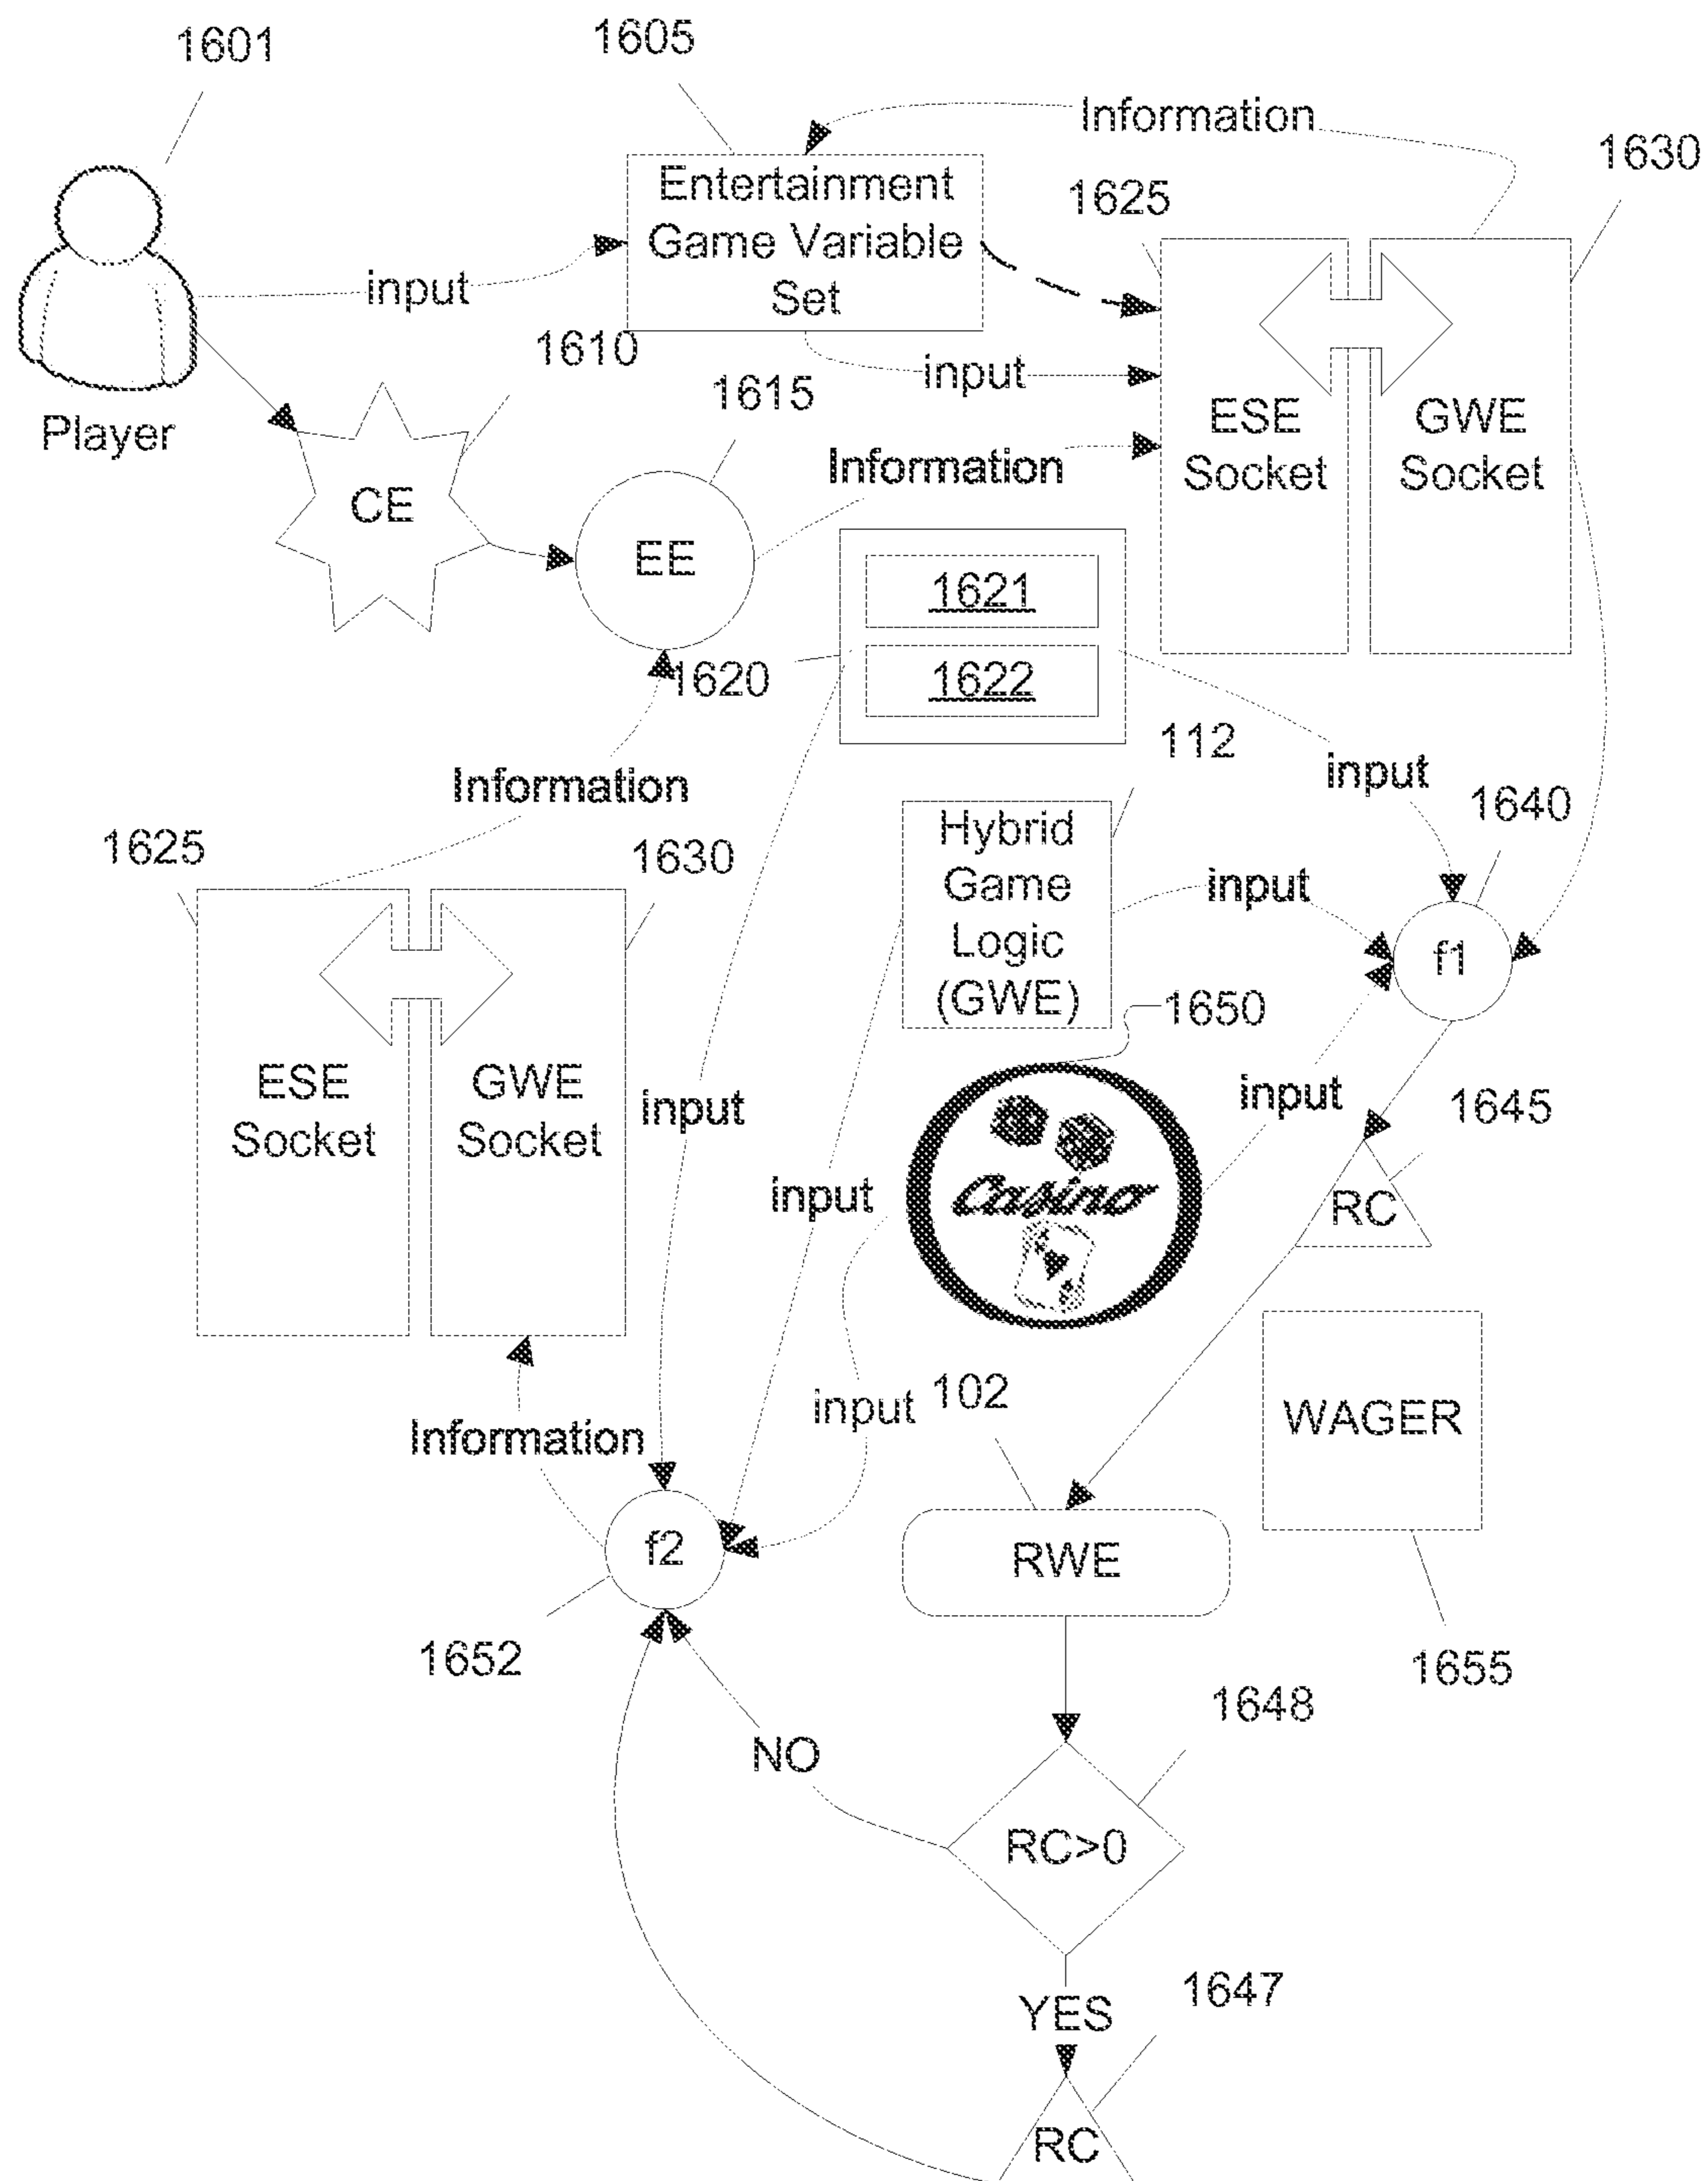 1601
1605
Information
1630
Entertainment
Game Variable
Set
1625
input
1610
input
1615
Player
ESE
Socket
GWE
Socket
Information
CE
EE
1621
1620
1622
112
Information
input
1640
1625
1630
Hybrid
Game
Logic
(GWE)
input
f1
1650
ESE
Socket
GWE
Socket
input
input
1645
Casino
input
RC
102
input
WAGER
Information
f2
RWE
1652
1655
1648
NO
RC>0
1647
YES
RC